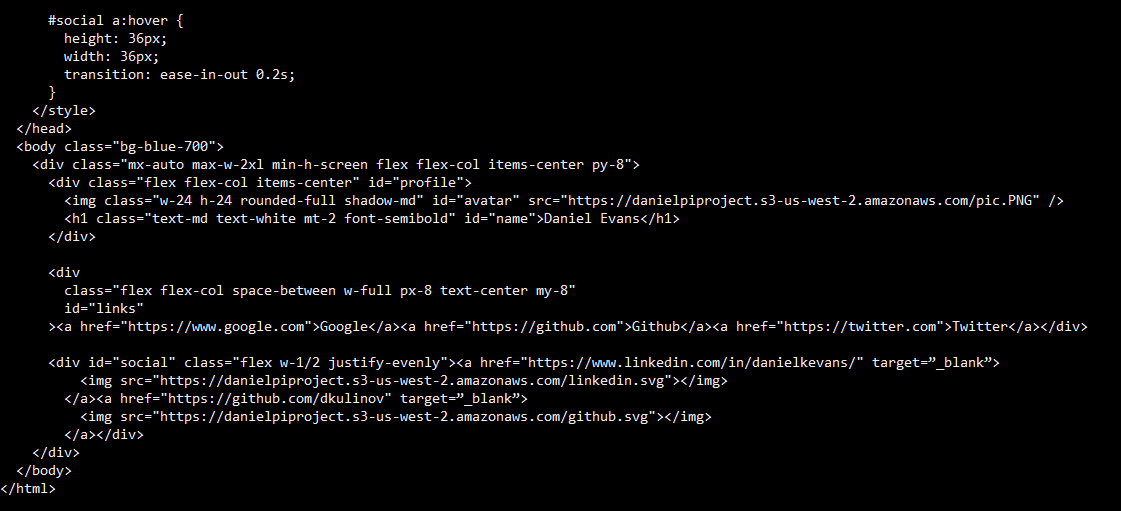 #social a:hover {
        height: 36px;
        width: 36px;
        transition: ease-in-out 0.2s;
      }
    </style>
  </head>
  <body class="bg-blue-700">
    <div class="mx-auto max-w-2xl min-h-screen flex flex-col items-center py-8">
      <div class="flex flex-col items-center" id="profile">
        <img class="w-24 h-24 rounded-full shadow-md" id="avatar" src="https://danielpiproject.s3-us-west-2.amazonaws.com/pic.PNG" />
        <h1 class="text-md text-white mt-2 font-semibold" id="name">Daniel Evans</h1>
      </div>

      <div
        class="flex flex-col space-between w-full px-8 text-center my-8"
        id="links"
      ><a href="https://www.google.com">Google</a><a href="https://github.com">Github</a><a href="https://twitter.com">Twitter</a></div>

      <div id="social" class="flex w-1/2 justify-evenly"><a href="https://www.linkedin.com/in/danielkevans/" target=”_blank”>
          <img src="https://danielpiproject.s3-us-west-2.amazonaws.com/linkedin.svg"></img>
        </a><a href="https://github.com/dkulinov" target=”_blank”>
          <img src="https://danielpiproject.s3-us-west-2.amazonaws.com/github.svg"></img>
        </a></div>
    </div>
  </body>
</html>